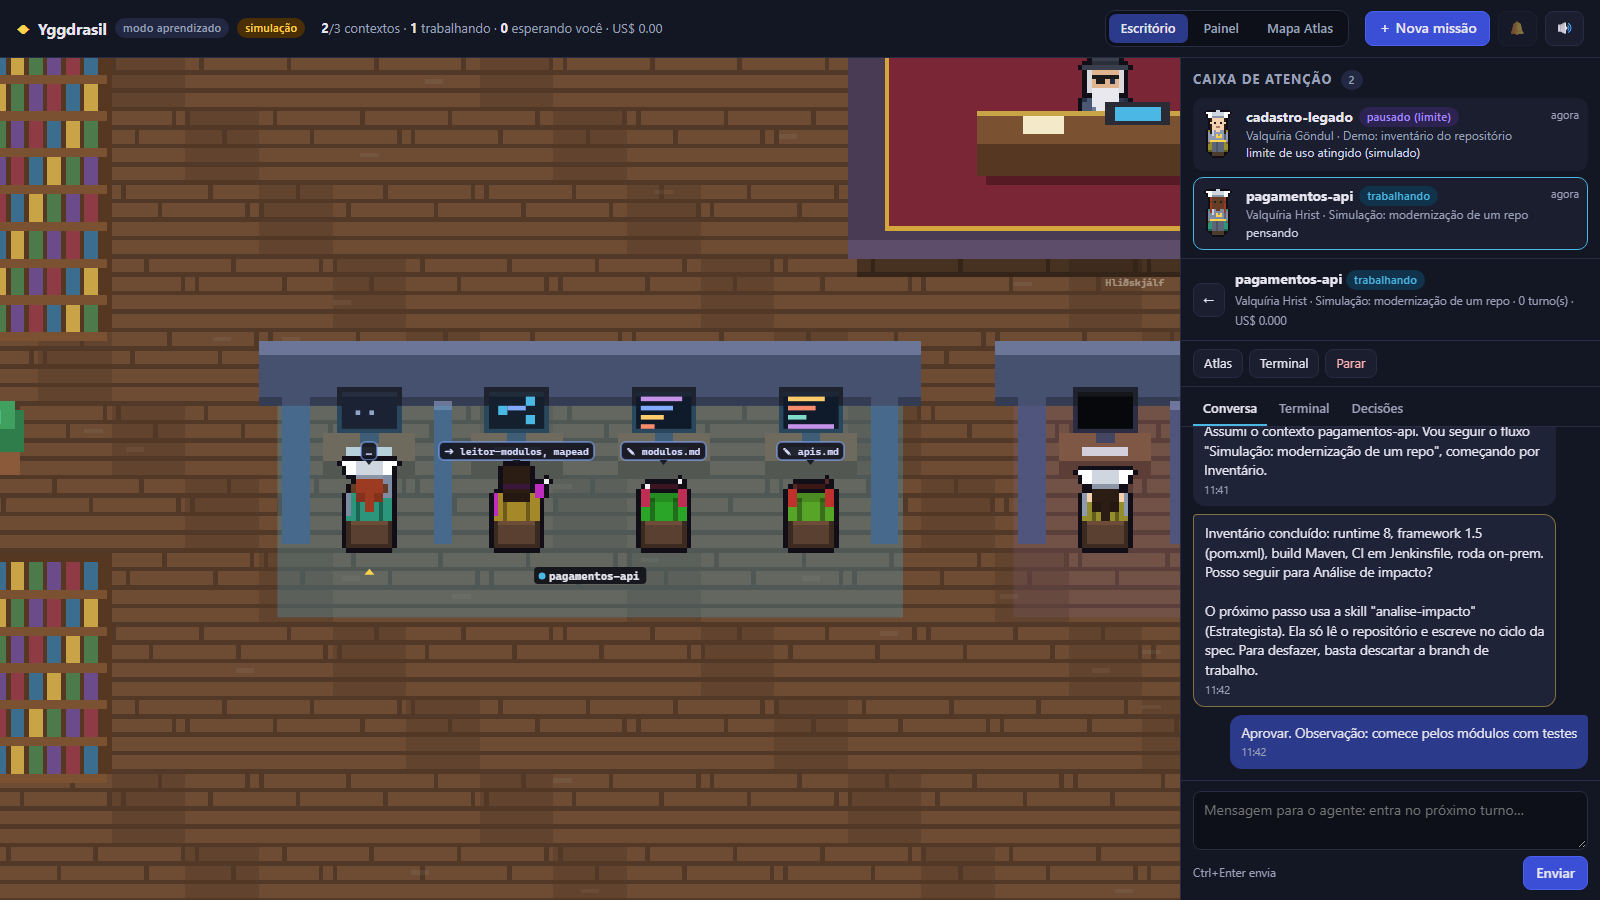 Yggdrasil
modo aprendizado
simulação
2/3 contextos · 1 trabalhando · 0 esperando você · US$ 0.00
Escritório
Painel
Mapa Atlas
+ Nova missão
Hliðskjálf
…
→ leitor-modulos, mapead
modulos.md
apis.md
pagamentos-api
CAIXA DE ATENÇÃO 2
cadastro-legado pausado (limite) agora
Valquíria Göndul · Demo: inventário do repositório
limite de uso atingido (simulado)
pagamentos-api trabalhando agora
Valquíria Hrist · Simulação: modernização de um repo
pensando
← pagamentos-api trabalhando
Valquíria Hrist · Simulação: modernização de um repo · 0 turno(s) ·
US$ 0.000
Atlas
Terminal
Parar
Conversa
Terminal
Decisões
Assumi o contexto pagamentos-api. Vou seguir o fluxo
"Simulação: modernização de um repo", começando por
Inventário.
11:41
Inventário concluído: runtime 8, framework 1.5
(pom.xml), build Maven, CI em Jenkinsfile, roda on-prem.
Posso seguir para Análise de impacto?
O próximo passo usa a skill "analise-impacto"
(Estrategista). Ela só lê o repositório e escreve no ciclo da
spec. Para desfazer, basta descartar a branch de
trabalho.
11:42
Aprovar. Observação: comece pelos módulos com testes
11:42
Mensagem para o agente: entra no próximo turno...
Ctrl+Enter envia
Enviar